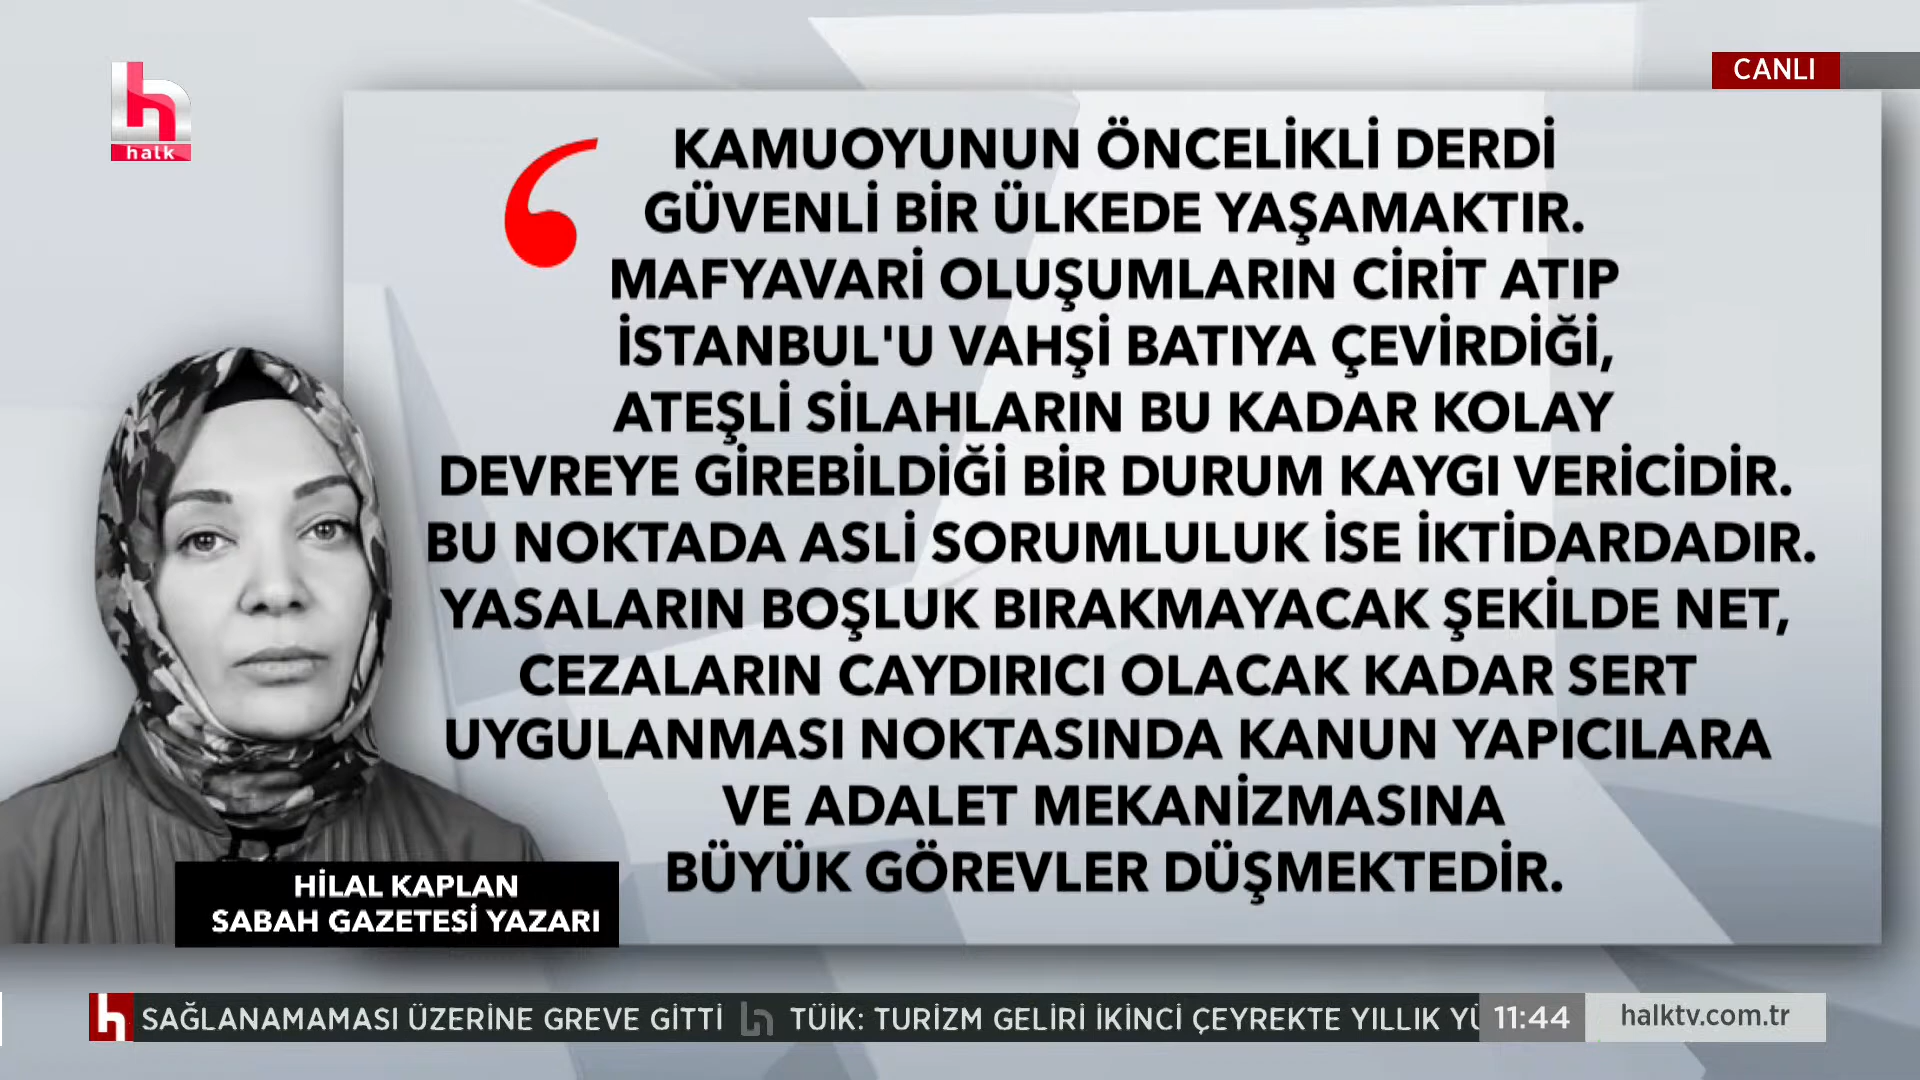 halk
CANLI
KAMUOYUNUN ÖNCELİKLİ DERDİ
GÜVENLİ BİR ÜLKEDE YAŞAMAKTIR.
MAFYAVARİ OLUŞUMLARIN CİRİT ATIP
İSTANBUL'U VAHŞİ BATIYA ÇEVİRDİĞİ,
ATEŞLİ SİLAHLARIN BU KADAR KOLAY
DEVREYE GİREBİLDİĞİ BİR DURUM KAYGI VERİCİDİR.
BU NOKTADA ASLİ SORUMLULUK İSE İKTİDARDADIR.
YASALARIN BOŞLUK BIRAKMAYACAK ŞEKİLDE NET,
CEZALARIN CAYDIRICI OLACAK KADAR SERT
UYGULANMASI NOKTASINDA KANUN YAPICILARA
VE ADALET MEKANİZMASINA
BÜYÜK GÖREVLER DÜŞMEKTEDİR.
HİLAL KAPLAN
SABAH GAZETESİ YAZARI
SAĞLANAMAMASI ÜZERİNE GREVE GİTTİ TÜİK: TURİZM GELİRİ İKİNCİ ÇEYREKTE YILLIK 11:44 halktv.com.tr